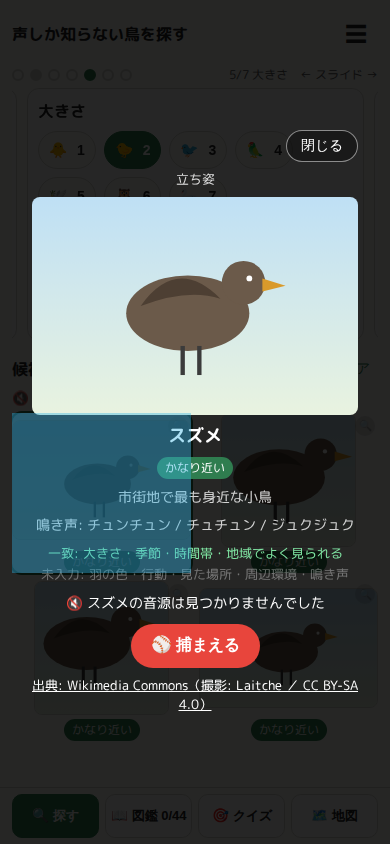 声しか知らない鳥を探す
☰
5/7 大きさ ← スライド →
大きさ
1 2 3 4
閉じる
5 6 7
立ち姿
スズメ
かなり近い
市街地で最も身近な小鳥
鳴き声: チュンチュン / チュチュン / ジュクジュク
一致: 大きさ・季節・時間帯・地域でよく見られる
未入力: 羽の色・行動・見た場所・周辺環境・鳴き声
🔇 スズメの音源は見つかりませんでした
捕まえる
出典: Wikimedia Commons（撮影: Laitche ／ CC BY-SA
4.0）
かなり近い かなり近い
探す 図鑑 0/44 クイズ 地図